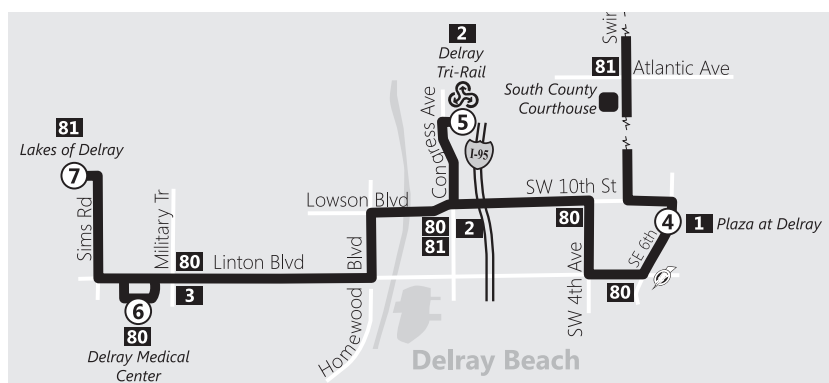 2
Delray
Tri-Rail
Swin
81
Atlantic Ave
South County
Courthouse
81
Lakes of Delray
7
5
Congress Ave
I-95
Sims Rd
Military Tr
Lowson Blvd
SW 10th St
80
81
2
80
4
1
Plaza at Delray
SE 6th
80
Linton Blvd
Blvd
3
SW 4th Ave
80
6
80
Delray Medical
Center
Homewood
Delray Beach